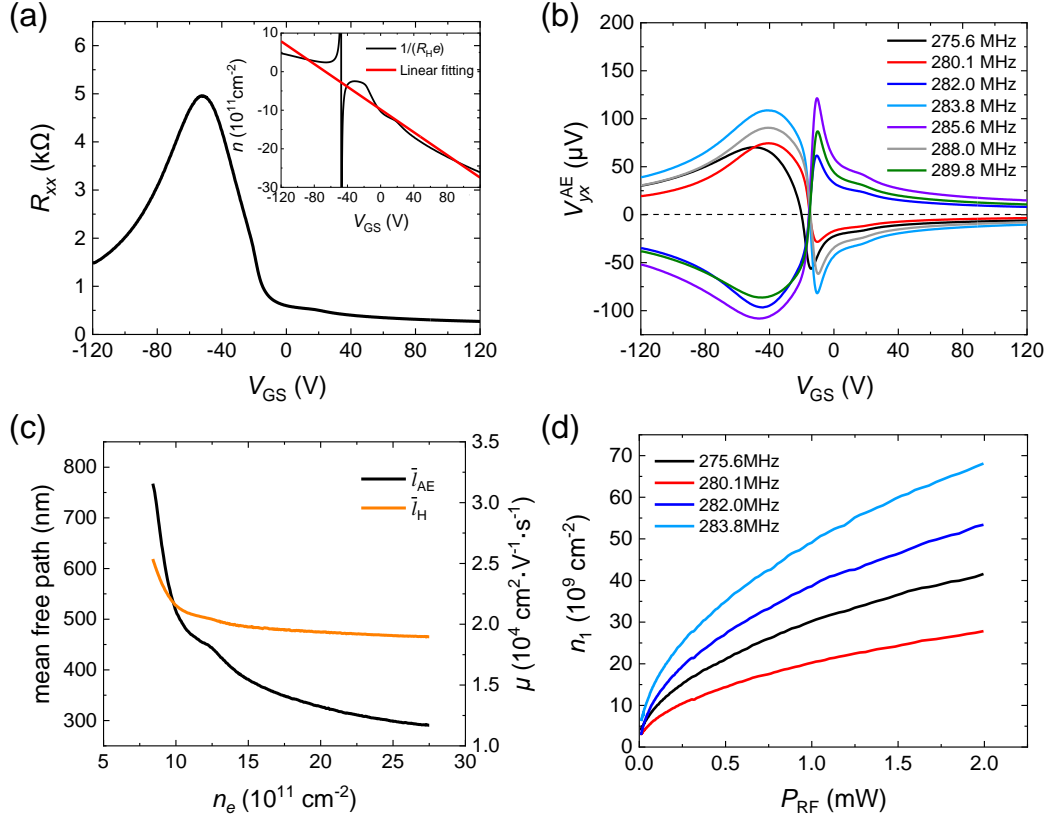 (a)
6
5
4
3
2
1
0
-120 -80 -40 0 40 80 120
R_xx (kΩ)
V_GS (V)
-120 -80 -40 0 40 80 120
10
0
-10
-20
-30
n (10^11 cm^-2)
V_GS (V)
1/(R_H e)
Linear fitting
(b)
200
150
100
50
0
-50
-100
-120 -80 -40 0 40 80 120
V_yx^AE (µV)
V_GS (V)
275.6 MHz
280.1 MHz
282.0 MHz
283.8 MHz
285.6 MHz
288.0 MHz
289.8 MHz
(c)
800
700
600
500
400
300
5 10 15 20 25 30
3.5
3.0
2.5
2.0
1.5
1.0
mean free path (nm)
μ (10^4 cm^2·V^-1·s^-1)
n_e (10^11 cm^-2)
l̄_AE
l̄_H
(d)
70
60
50
40
30
20
10
0
0.0 0.5 1.0 1.5 2.0
n_1 (10^9 cm^-2)
P_RF (mW)
275.6MHz
280.1MHz
282.0MHz
283.8MHz